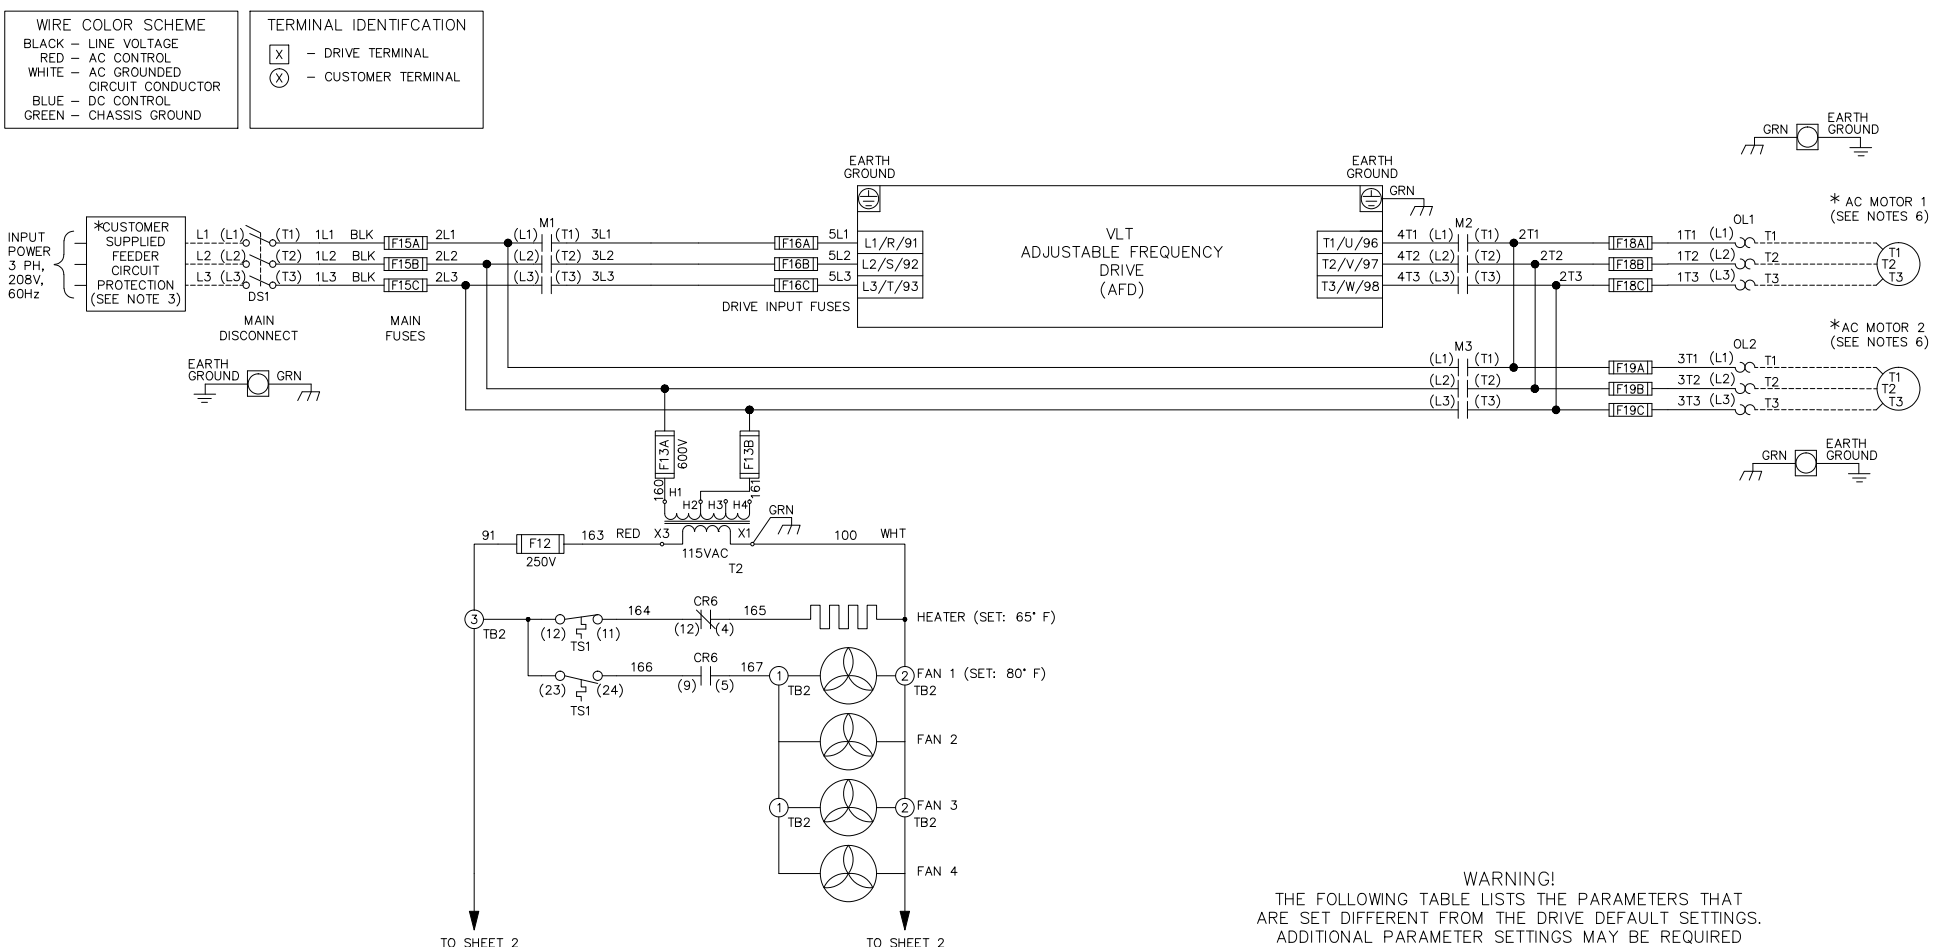 WIRE COLOR SCHEME
BLACK – LINE VOLTAGE
RED – AC CONTROL
WHITE – AC GROUNDED
CIRCUIT CONDUCTOR
BLUE – DC CONTROL
GREEN – CHASSIS GROUND
TERMINAL IDENTIFCATION
X – DRIVE TERMINAL
X – CUSTOMER TERMINAL
GRN
EARTH
GROUND
INPUT
POWER
3 PH,
208V,
60Hz
*CUSTOMER
SUPPLIED
FEEDER
CIRCUIT
PROTECTION
(SEE NOTE 3)
L1 (L1) (T1) 1L1 BLK F15A 2L1
L2 (L2) (T2) 1L2 BLK F15B 2L2
L3 (L3) (T3) 1L3 BLK F15C 2L3
DS1
MAIN
DISCONNECT
MAIN
FUSES
M1
(L1) (T1) 3L1 F16A 5L1 L1/R/91
(L2) (T2) 3L2 F16B 5L2 L2/S/92
(L3) (T3) 3L3 F16C 5L3 L3/T/93
DRIVE INPUT FUSES
EARTH
GROUND
VLT
ADJUSTABLE FREQUENCY
DRIVE
(AFD)
EARTH
GROUND
GRN
M2
T1/U/96 4T1 (L1) (T1) 2T1 F18A 1T1 (L1) T1
T2/V/97 4T2 (L2) (T2) 2T2 F18B 1T2 (L2) T2
T3/W/98 4T3 (L3) (T3) 2T3 F18C 1T3 (L3) T3
OL1
* AC MOTOR 1
(SEE NOTES 6)
T1
T2
T3
EARTH
GROUND
GRN
M3
(L1) (T1) F19A 3T1 (L1) T1
(L2) (T2) F19B 3T2 (L2) T2
(L3) (T3) F19C 3T3 (L3) T3
OL2
*AC MOTOR 2
(SEE NOTES 6)
T1
T2
T3
GRN
EARTH
GROUND
F13A
600V
F13B
160
H1
H2
H3
H4
161
GRN
91
F12
250V
163
RED
X3
X1
100
WHT
115VAC
T2
3
TB2
(12)
(11)
TS1
164
CR6
(12)
(4)
165
HEATER (SET: 65° F)
(23)
(24)
TS1
166
CR6
(9)
(5)
167
1
TB2
2
TB2
FAN 1 (SET: 80° F)
FAN 2
1
TB2
2
TB2
FAN 3
FAN 4
TO SHEET 2
TO SHEET 2
WARNING!
THE FOLLOWING TABLE LISTS THE PARAMETERS THAT
ARE SET DIFFERENT FROM THE DRIVE DEFAULT SETTINGS.
ADDITIONAL PARAMETER SETTINGS MAY BE REQUIRED